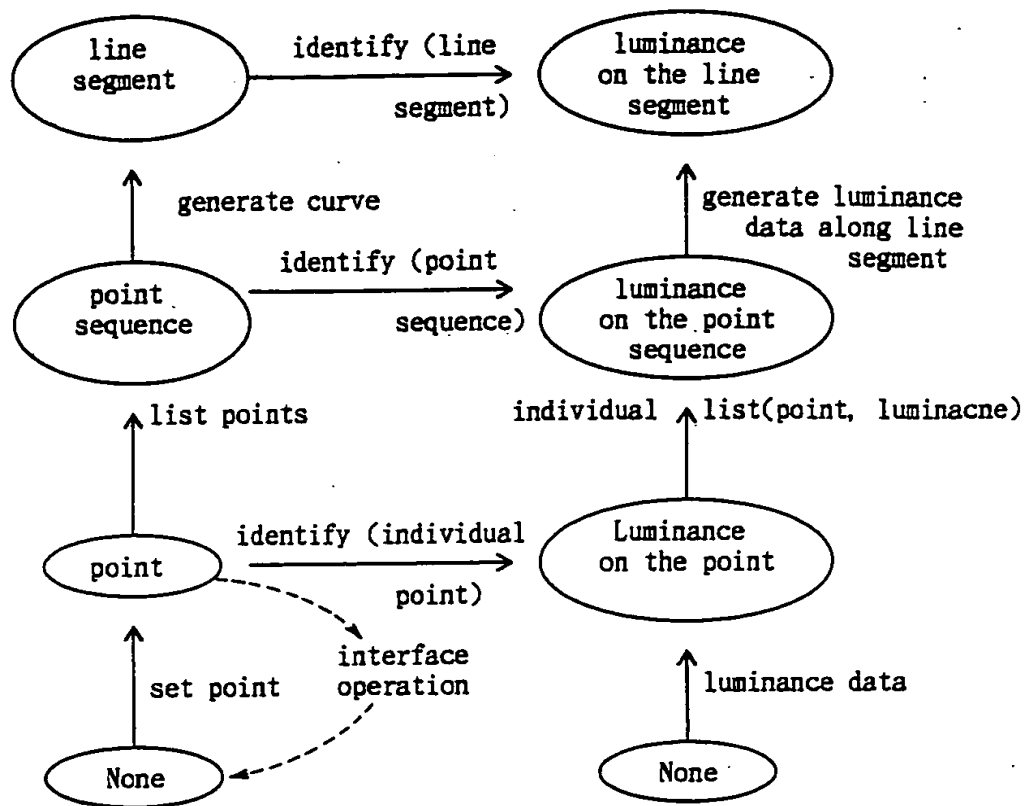 line
segment
identify (line
segment)
luminance
on the line
segment
generate curve
generate luminance
data along line
segment
point
sequence
identify (point
sequence)
luminance
on the point
sequence
list points
individual list(point, luminacne)
point
identify (individual
point)
Luminance
on the point
interface
operation
set point
luminance data
None
None